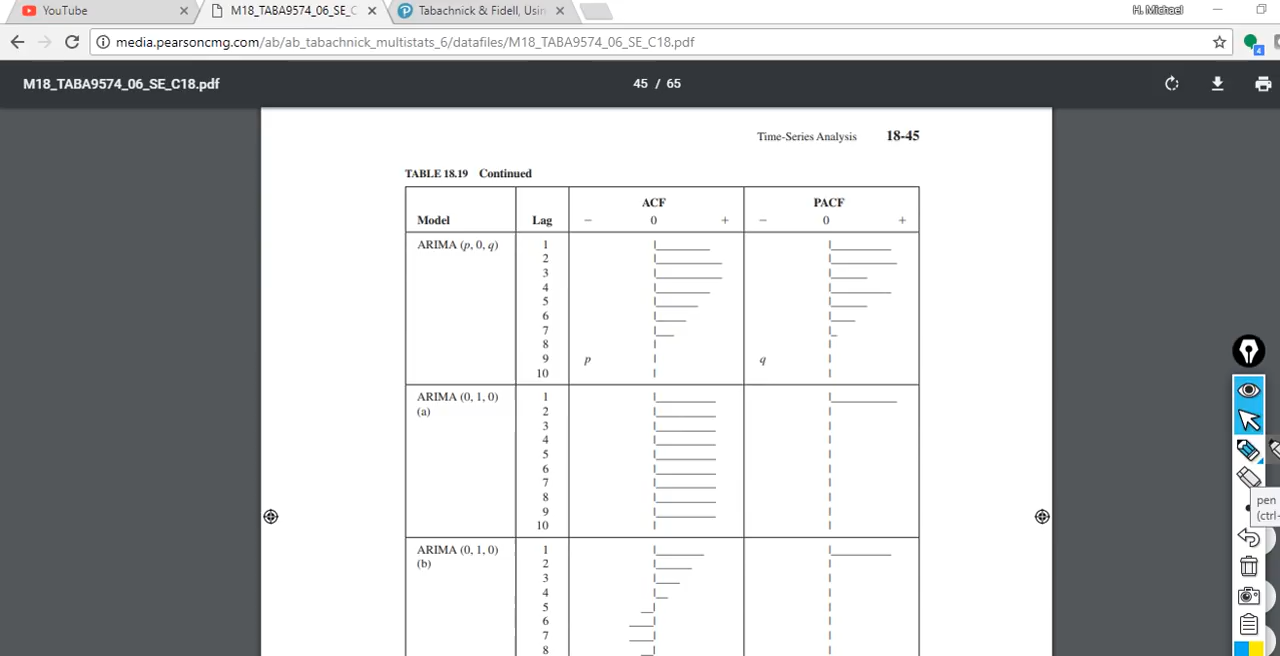 YouTube
M18_TABA9574_06_SE_C
Tabachnick & Fidell, Usin
H. Michael
media.pearsoncmg.com/ab/ab_tabachnick_multistats_6/datafiles/M18_TABA9574_06_SE_C18.pdf
4
M18_TABA9574_06_SE_C18.pdf
45 / 65
Time-Series Analysis 18-45
TABLE 18.19 Continued
ACF PACF
Model Lag − 0 + − 0 +
ARIMA (p, 0, q) 1
2
3
4
5
6
7
8
9 p q
10
ARIMA (0, 1, 0) 1
(a) 2
3
4
5
6
7
8
9
10
ARIMA (0, 1, 0) 1
(b) 2
3
4
5
6
7
8
pen
(ctrl-